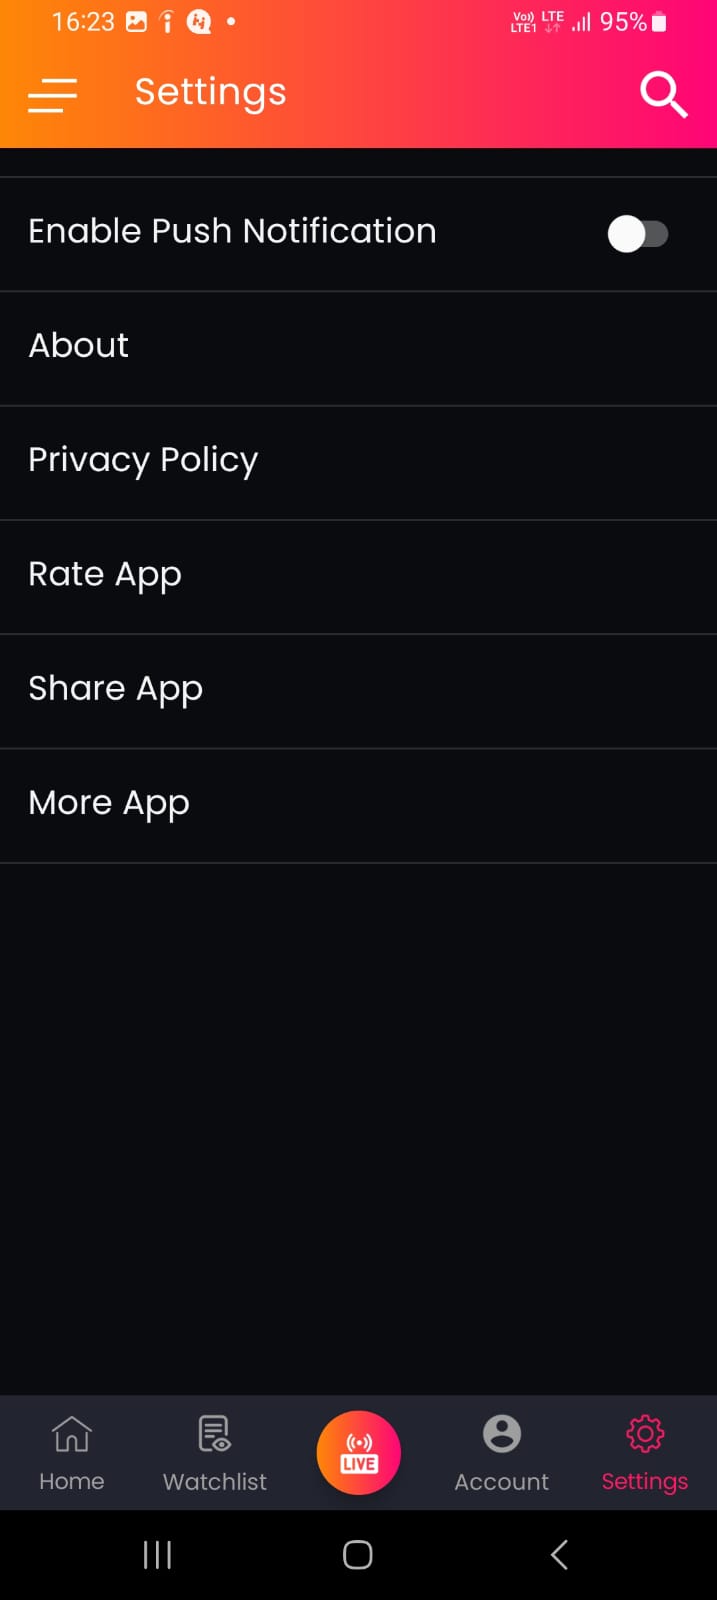 16:23
Vo)) LTE 95%
LTE1
Settings
Enable Push Notification
About
Privacy Policy
Rate App
Share App
More App
LIVE
Home Watchlist Account Settings